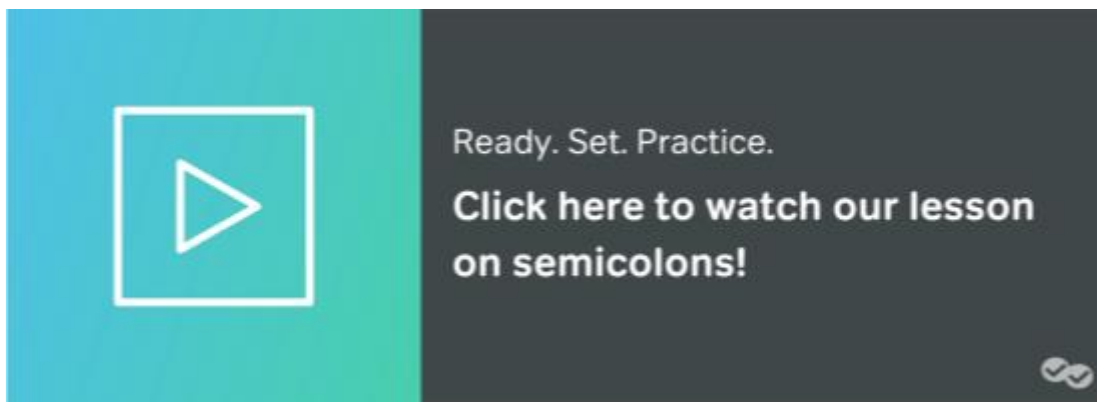 Ready. Set. Practice.
Click here to watch our lesson
on semicolons!